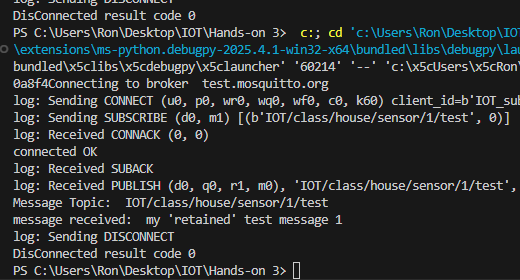 log: Sending DISCONNECT
DisConnected result code 0
PS C:\Users\Ron\Desktop\IOT\Hands-on 3>  c:; cd 'c:\Users\Ron\Desktop\IOT
\extensions\ms-python.debugpy-2025.4.1-win32-x64\bundled\libs\debugpy\lau
bundled\x5clibs\x5cdebugpy\x5claucher' '60214' '--' 'c:\x5cUsers\x5cRon
0a8f4Connecting to broker  test.mosquitto.org
log: Sending CONNECT (u0, p0, wr0, wq0, wf0, c0, k60) client_id=b'IOT_sub
log: Sending SUBSCRIBE (d0, m1) [(b'IOT/class/house/sensor/1/test', 0)]
log: Received CONNACK (0, 0)
connected OK
log: Received SUBACK
log: Received PUBLISH (d0, q0, r1, m0), 'IOT/class/house/sensor/1/test',
Message Topic:  IOT/class/house/sensor/1/test
message received:  my 'retained' test message 1
log: Sending DISCONNECT
DisConnected result code 0
PS C:\Users\Ron\Desktop\IOT\Hands-on 3>